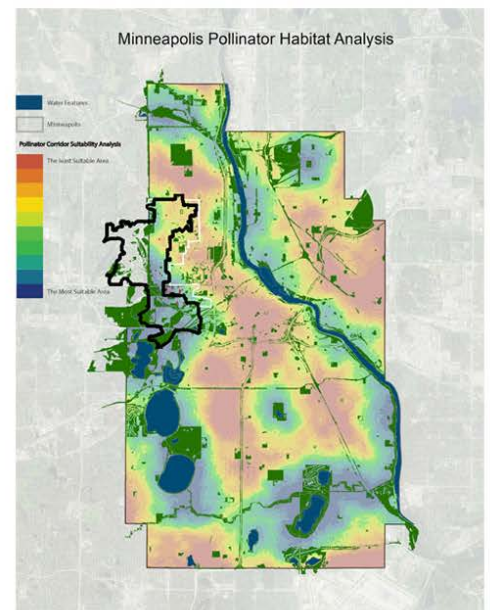 Minneapolis Pollinator Habitat Analysis
Water Features
Minneapolis
Pollinator Corridor Suitability Analysis
The least Suitable Area
The Most Suitable Area